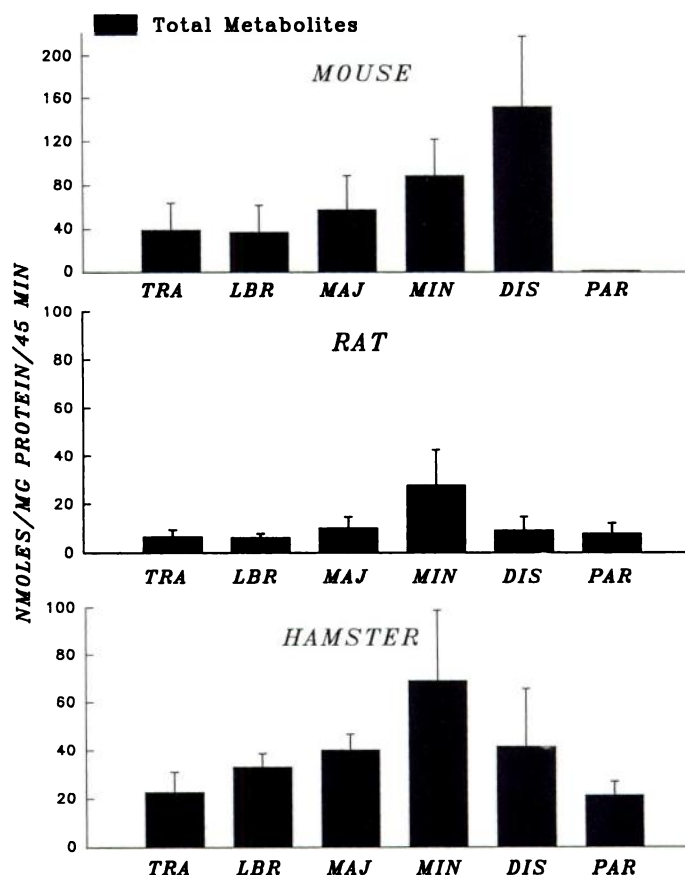 Total Metabolites
NMOLES/MG PROTEIN/45 MIN
MOUSE
200
160
120
80
40
0
TRA LBR MAJ MIN DIS PAR
RAT
100
80
60
40
20
0
TRA LBR MAJ MIN DIS PAR
HAMSTER
100
80
60
40
20
0
TRA LBR MAJ MIN DIS PAR